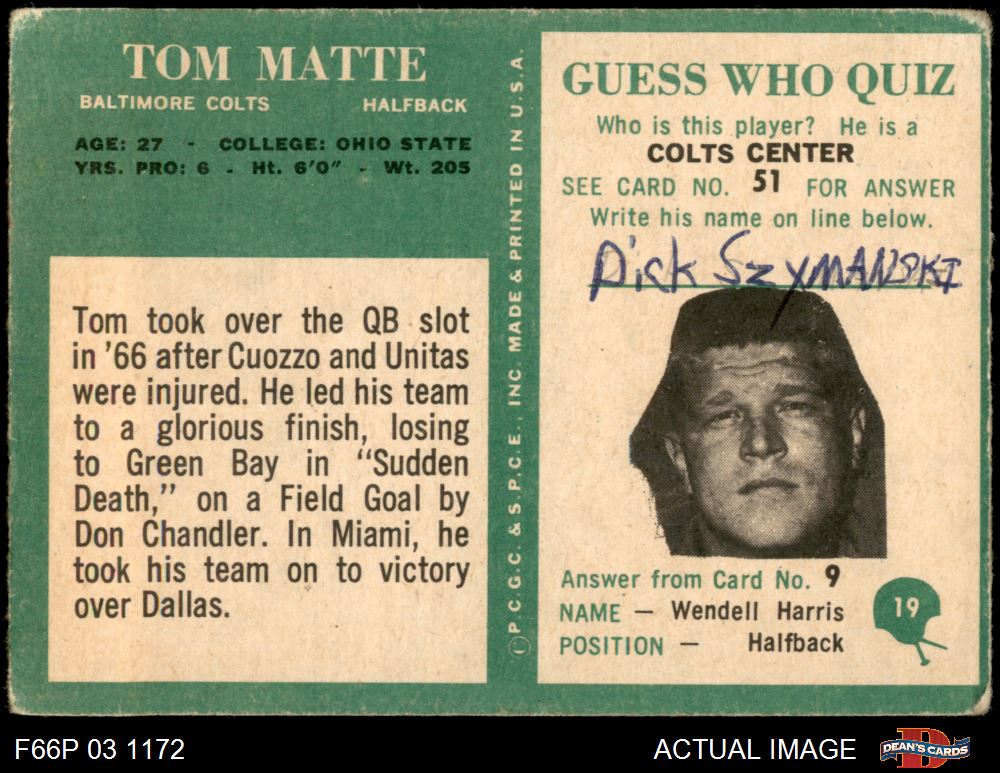 TOM MATTE
BALTIMORE COLTS HALFBACK
AGE: 27 - COLLEGE: OHIO STATE
YRS. PRO: 6 - Ht. 6'0" - Wt. 205
Tom took over the QB slot
in '66 after Cuozzo and Unitas
were injured. He led his team
to a glorious finish, losing
to Green Bay in "Sudden
Death," on a Field Goal by
Don Chandler. In Miami, he
took his team on to victory
over Dallas.
© P.C.G.C. & S.P.C.E., INC. MADE & PRINTED IN U.S.A.
GUESS WHO QUIZ
Who is this player? He is a
COLTS CENTER
SEE CARD NO. 51 FOR ANSWER
Write his name on line below.
Dick SzyMANSKI
Answer from Card No. 9
NAME — Wendell Harris
POSITION — Halfback
19
F66P 03 1172
ACTUAL IMAGE
D
DEAN'S CARDS